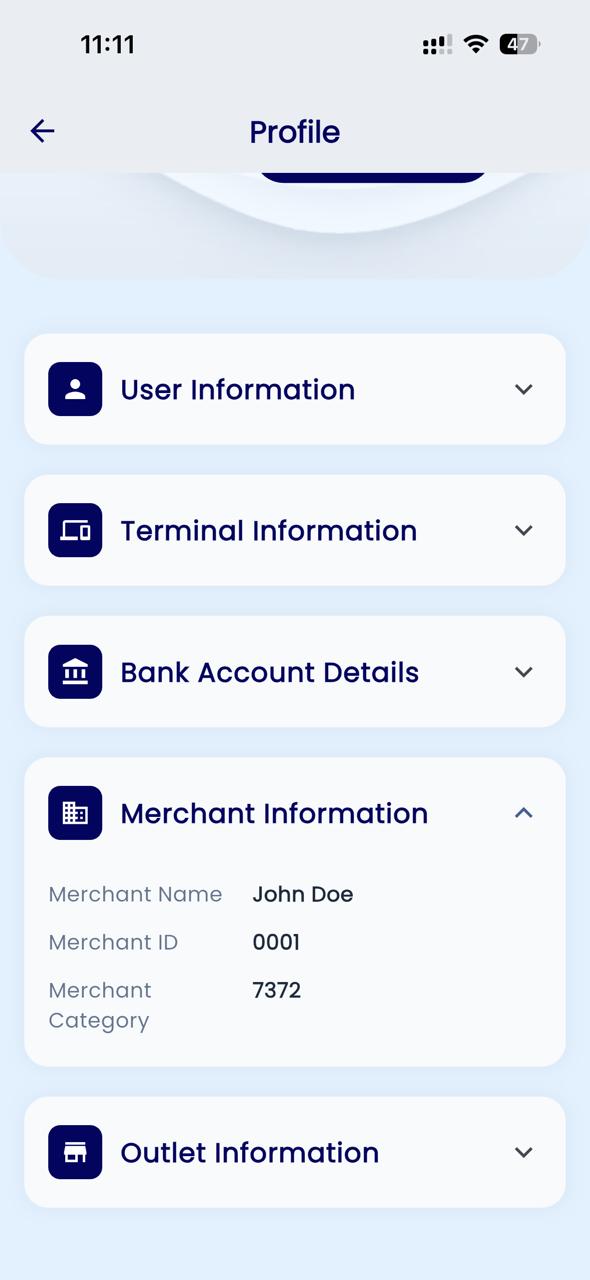 11:11
47
Profile
User Information
Terminal Information
Bank Account Details
Merchant Information
Merchant Name John Doe
Merchant ID 0001
Merchant 7372
Category
Outlet Information